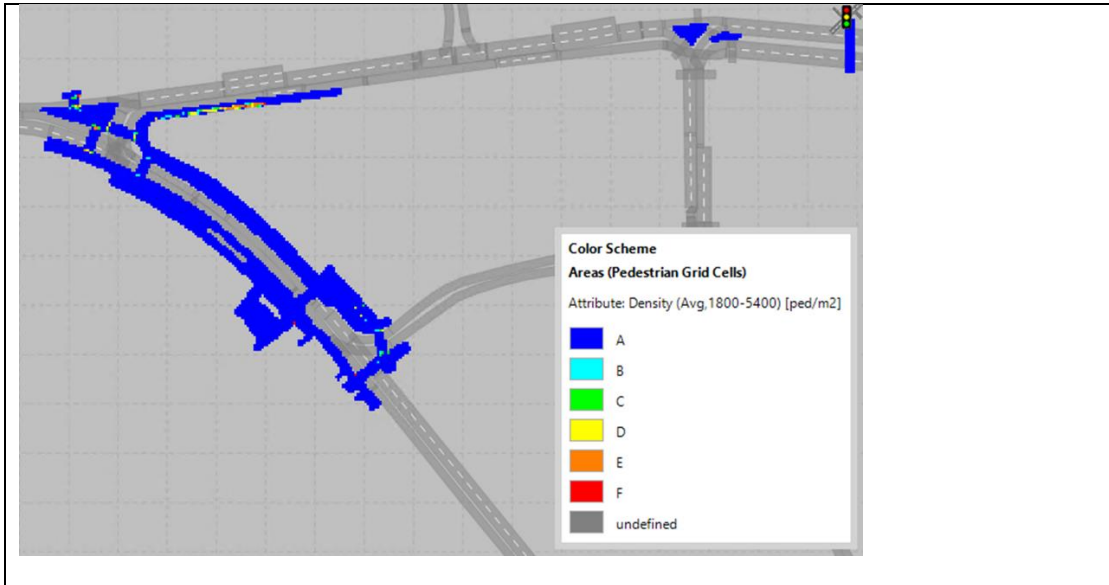 Color Scheme
Areas (Pedestrian Grid Cells)
Attribute: Density (Avg,1800-5400) [ped/m2]
A
B
C
D
E
F
undefined